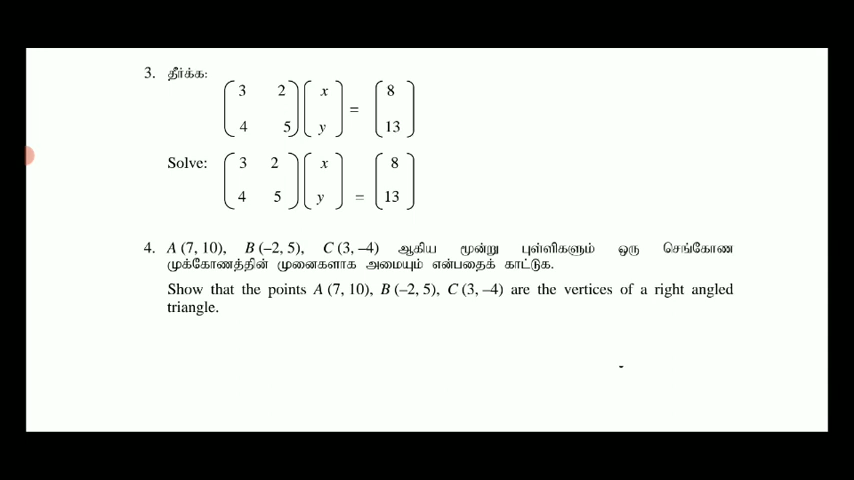 3. தீர்க்க:
3 2 x 8
=
4 5 y 13
Solve: 3 2 x 8
4 5 y = 13
4. A (7, 10), B (–2, 5), C (3, –4) ஆகிய மூன்று புள்ளிகளும் ஒரு செங்கோண
முக்கோணத்தின் முனைகளாக அமையும் என்பதைக் காட்டுக.
Show that the points A (7, 10), B (–2, 5), C (3, –4) are the vertices of a right angled
triangle.